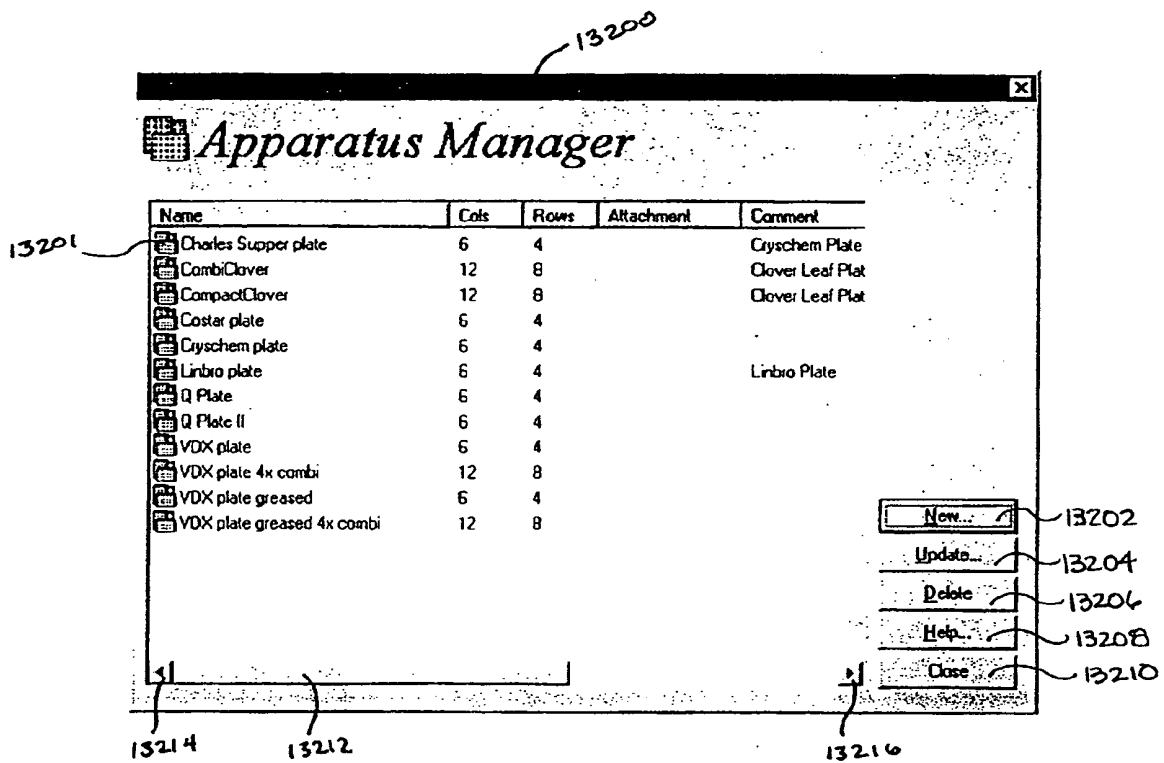 13200
Apparatus Manager
Name Cols Rows Attachment Comment
13201
Charles Supper plate 6 4 Cryschem Plate
CombiClover 12 8 Clover Leaf Plat
CompactClover 12 8 Clover Leaf Plat
Costar plate 6 4
Cryschem plate 6 4
Linbro plate 6 4 Linbro Plate
Q Plate 6 4
Q Plate II 6 4
VDX plate 6 4
VDX plate 4x combi 12 8
VDX plate greased 6 4
VDX plate greased 4x combi 12 8
New... 13202
Update... 13204
Delete 13206
Help... 13208
Close 13210
13214 13212 13216